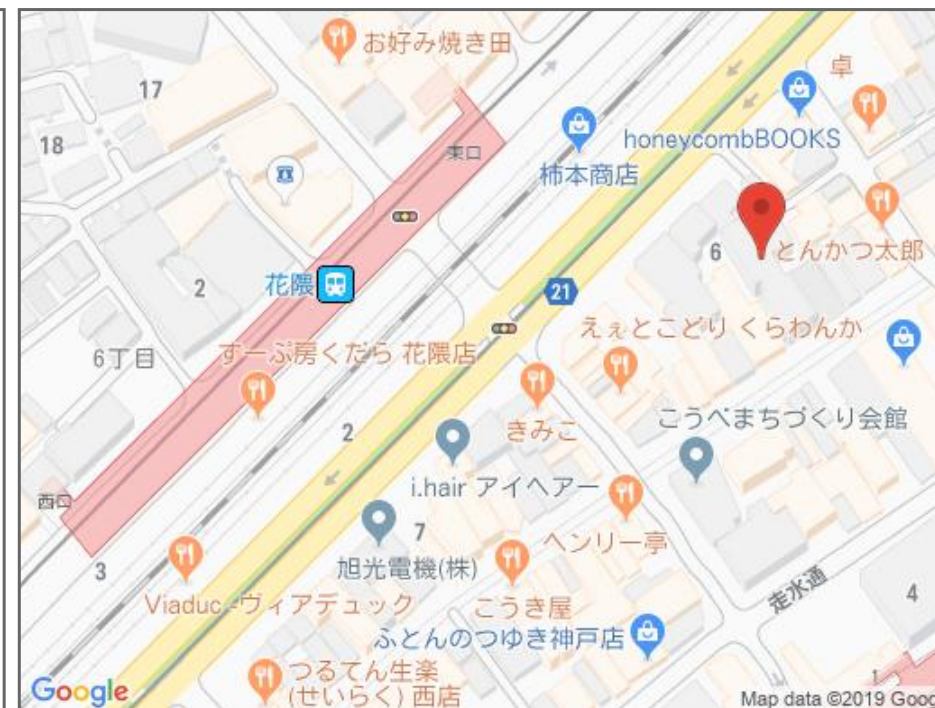 お好み焼き田
17
卓
18
honeycombBOOKS
東口
柿本商店
6
とんかつ太郎
花隈
2
21
えぇとこどり くらわんか
6丁目
すーぷ房くだら 花隈店
きみこ
こうべまちづくり会館
2
i.hair アイヘアー
西口
7
ヘンリー亭
旭光電機(株)
3
走水通
4
Viaduc -ヴィアデュック
こうき屋
ふとんのつゆき神戸店
つるてん生楽
(せいらく) 西店
1
Google
Map data ©2019 Goog